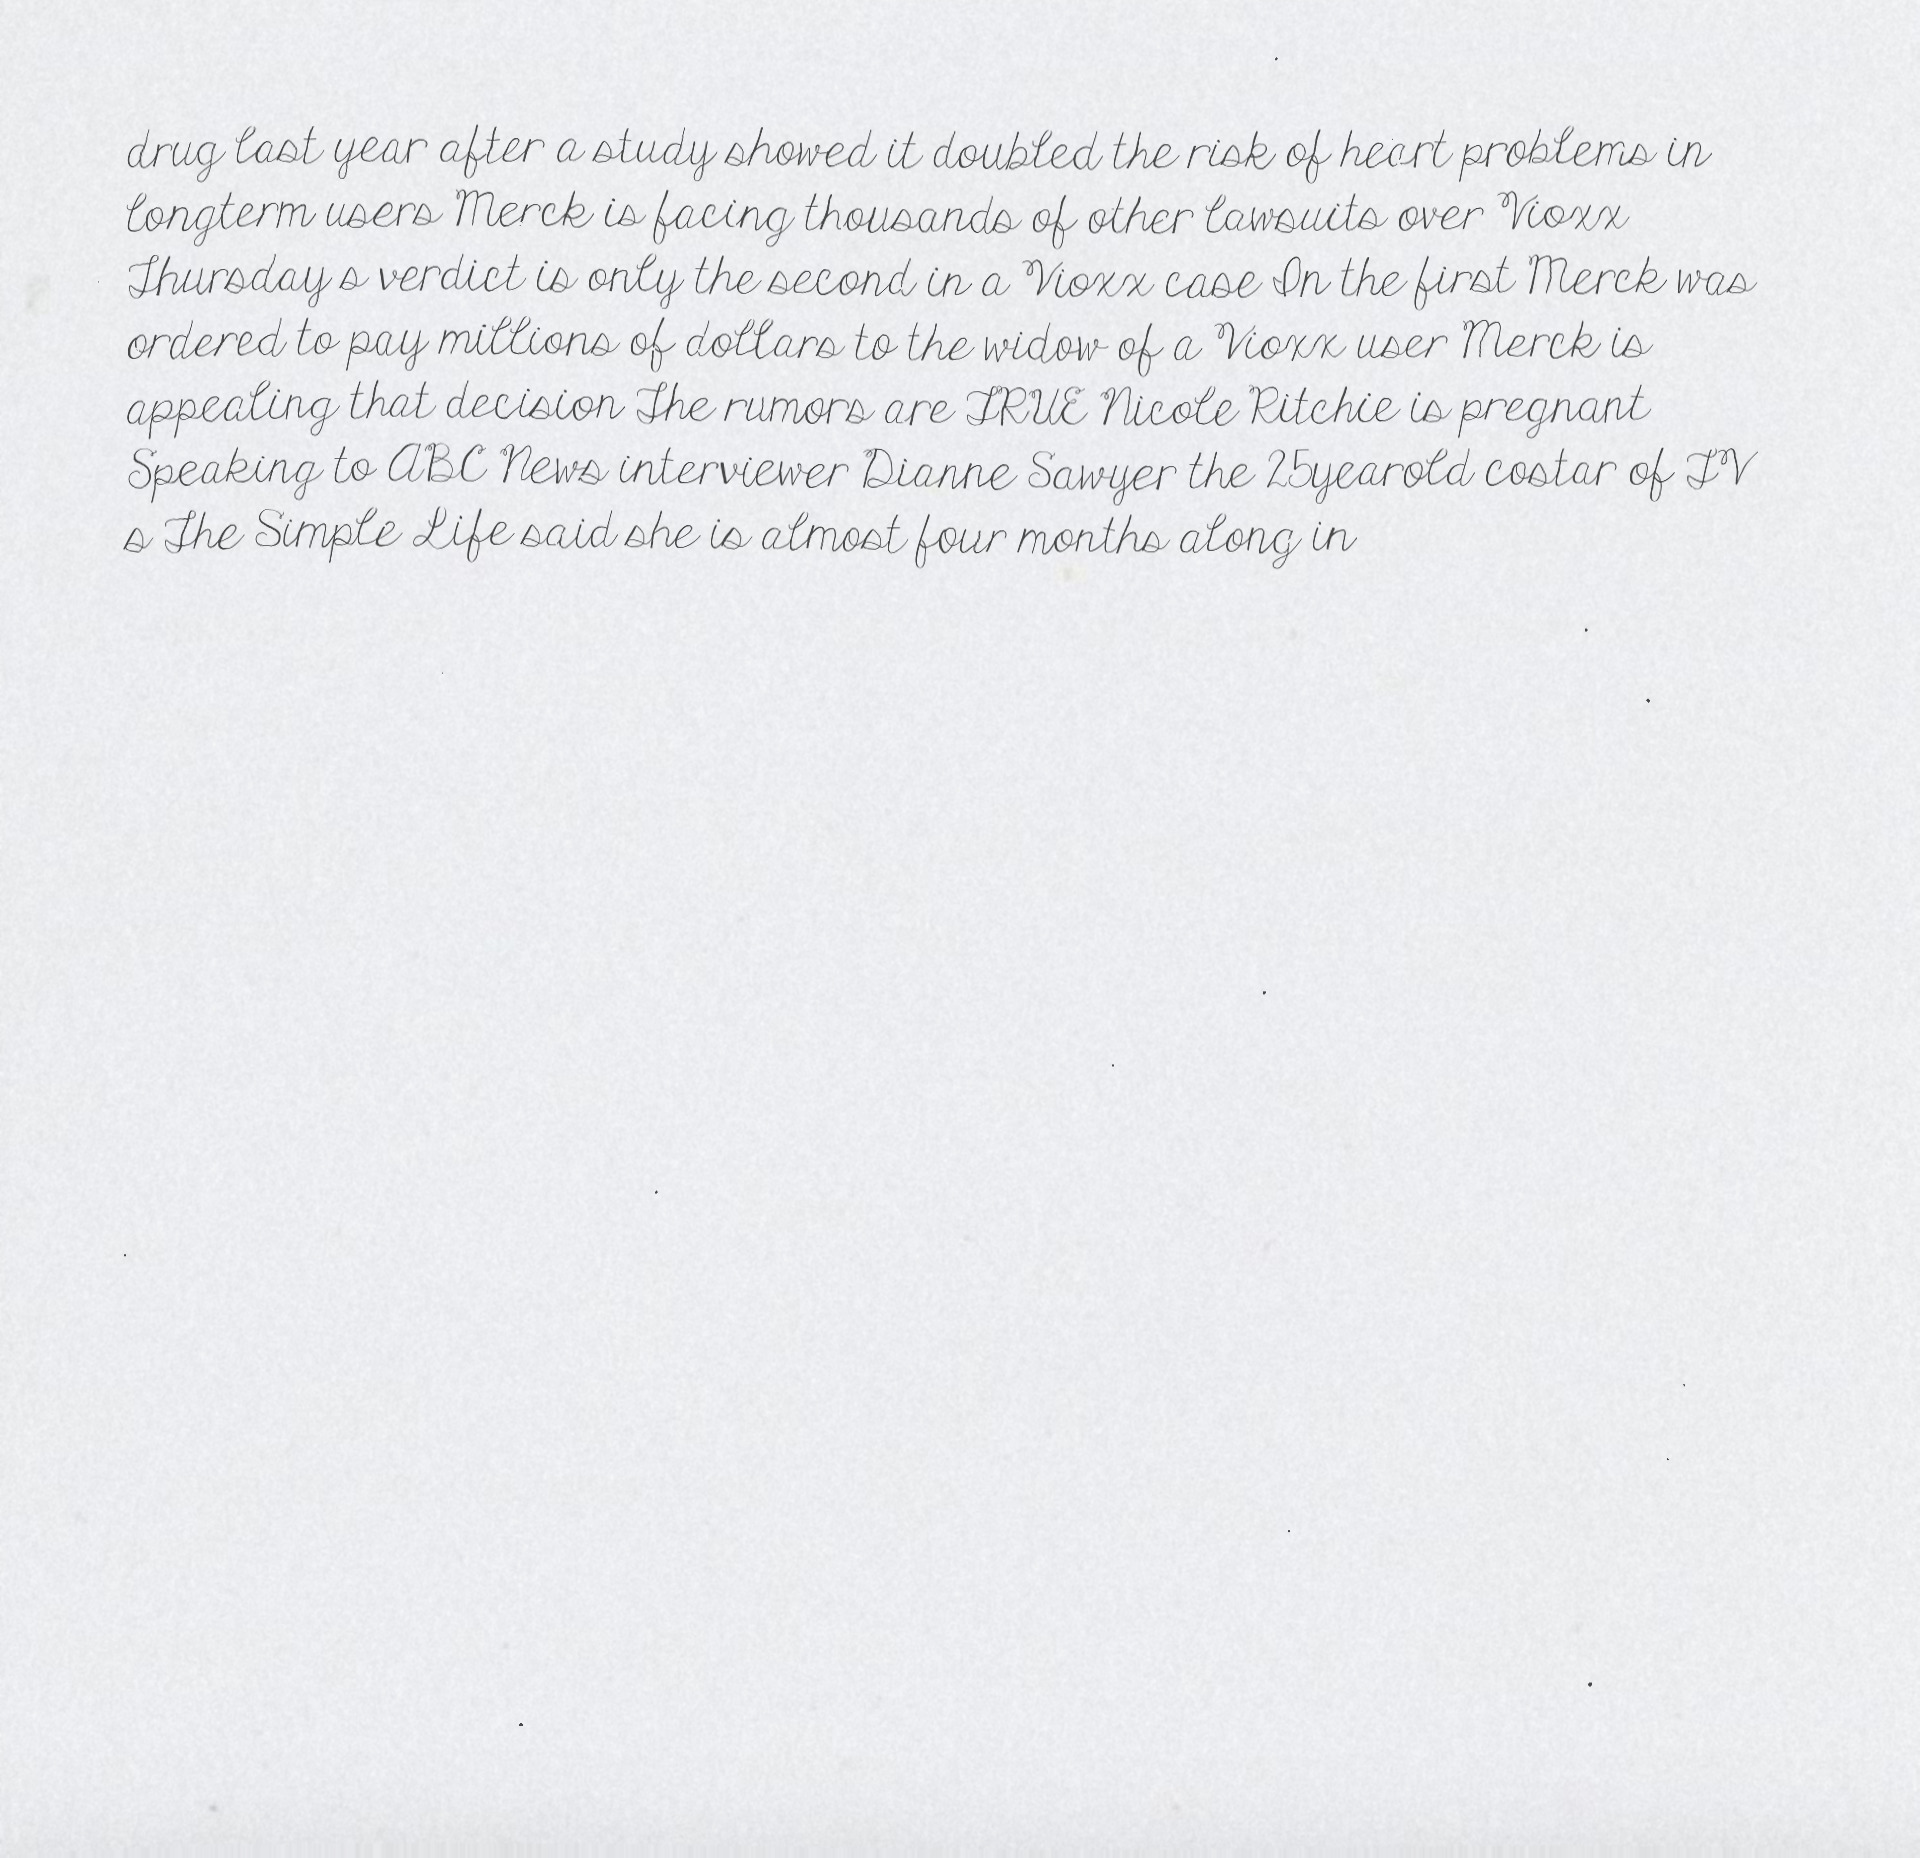 drug last year after a study showed it doubled the risk of heart problems in
longterm users Merck is facing thousands of other lawsuits over Vioxx
Thursday s verdict is only the second in a Vioxx case In the first Merck was
ordered to pay millions of dollars to the widow of a Vioxx user Merck is
appealing that decision The rumors are TRUE Nicole Ritchie is pregnant
Speaking to ABC News interviewer Dianne Sawyer the 25yearold costar of TV
s The Simple Life said she is almost four months along in